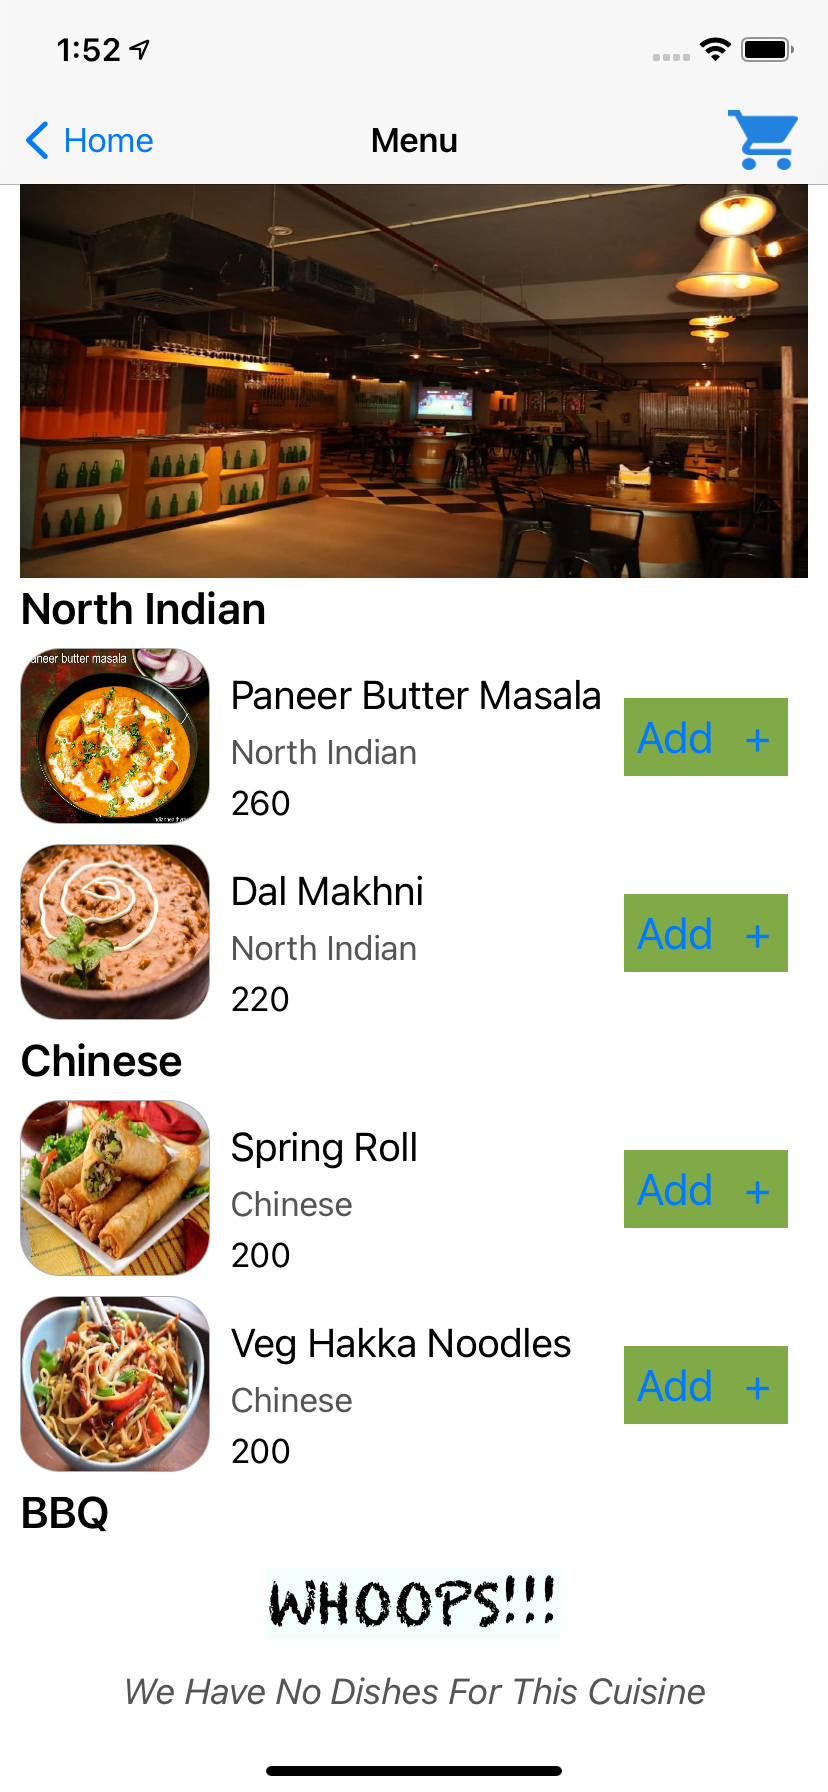 1:52
Home
Menu
North Indian
aneer butter masala
Paneer Butter Masala
North Indian
260
Add +
Dal Makhni
North Indian
220
Add +
Chinese
Spring Roll
Chinese
200
Add +
Veg Hakka Noodles
Chinese
200
Add +
BBQ
WHOOPS!!!
We Have No Dishes For This Cuisine